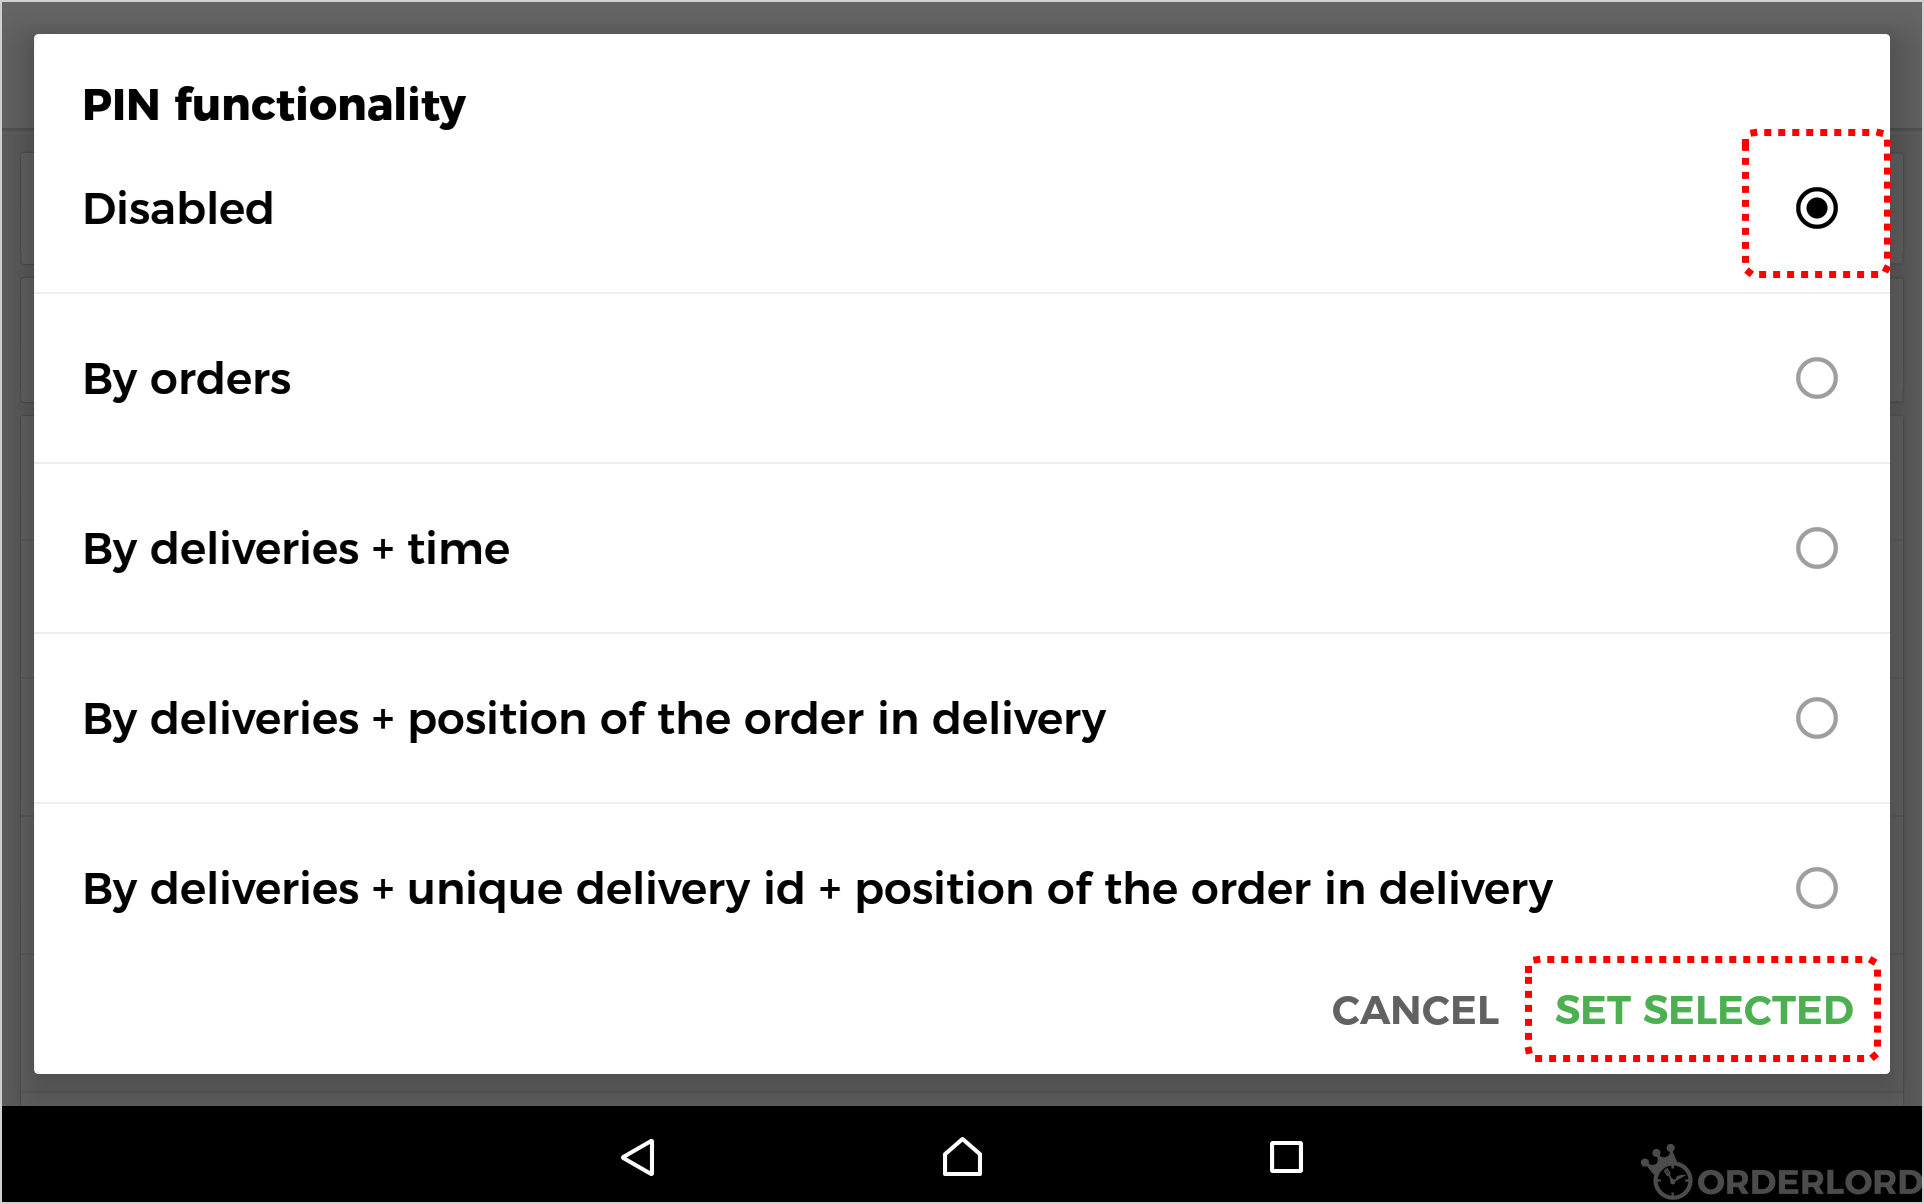 PIN functionality
Disabled
By orders
By deliveries + time
By deliveries + position of the order in delivery
By deliveries + unique delivery id + position of the order in delivery
CANCEL SET SELECTED
ORDERLORD